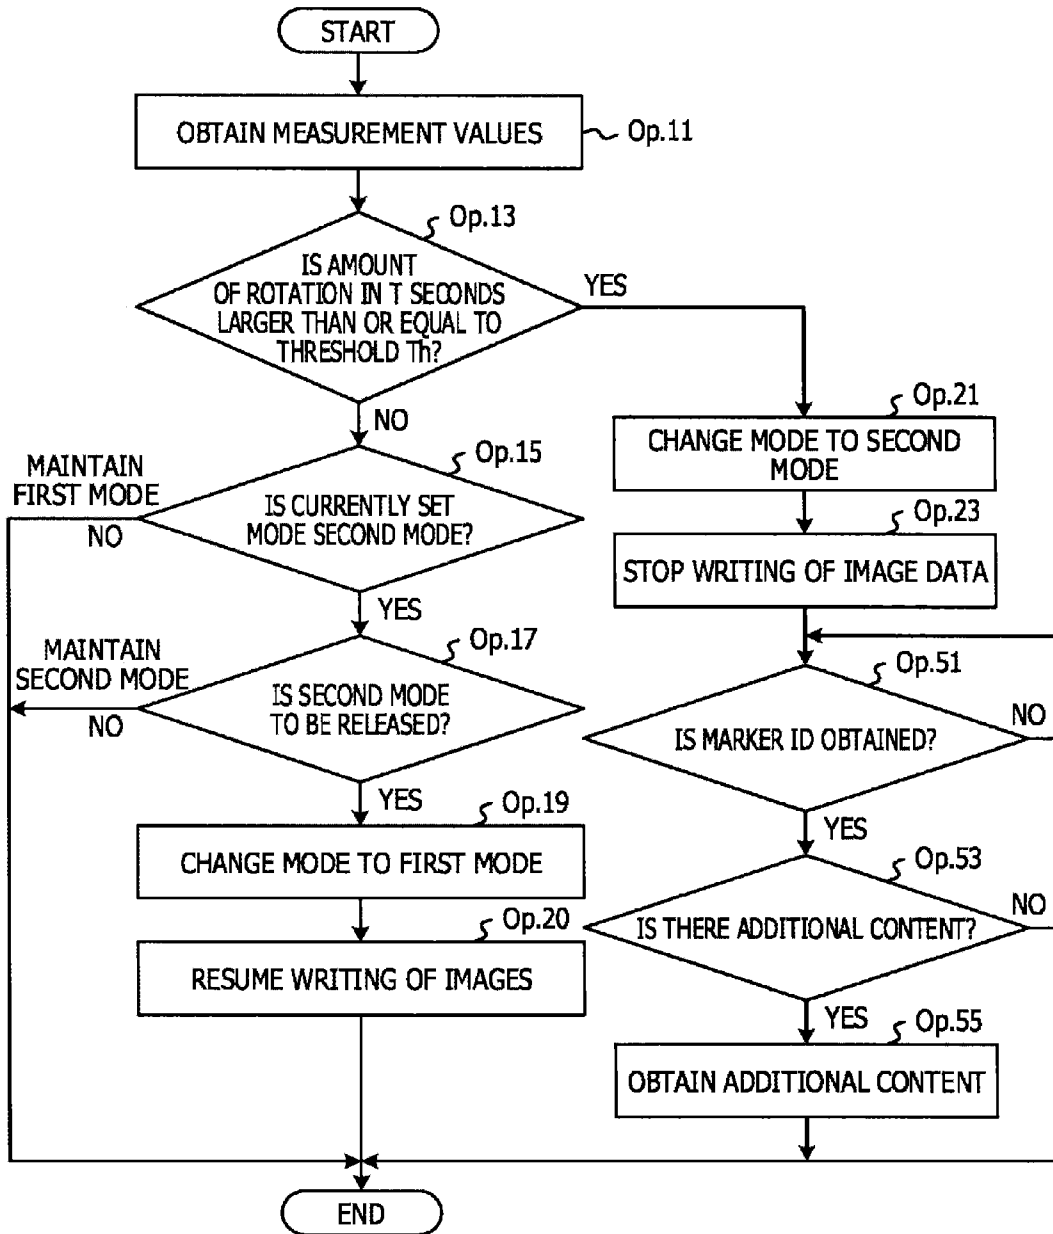 START
OBTAIN MEASUREMENT VALUES
Op.11
Op.13
IS AMOUNT
OF ROTATION IN T SECONDS
LARGER THAN OR EQUAL TO
THRESHOLD Th?
YES
NO
Op.21
CHANGE MODE TO SECOND
MODE
Op.15
MAINTAIN
FIRST MODE
NO
IS CURRENTLY SET
MODE SECOND MODE?
YES
Op.23
STOP WRITING OF IMAGE DATA
Op.17
MAINTAIN
SECOND MODE
NO
IS SECOND MODE
TO BE RELEASED?
YES
Op.51
IS MARKER ID OBTAINED?
NO
YES
Op.19
CHANGE MODE TO FIRST MODE
Op.53
IS THERE ADDITIONAL CONTENT?
NO
YES
Op.20
RESUME WRITING OF IMAGES
Op.55
OBTAIN ADDITIONAL CONTENT
END